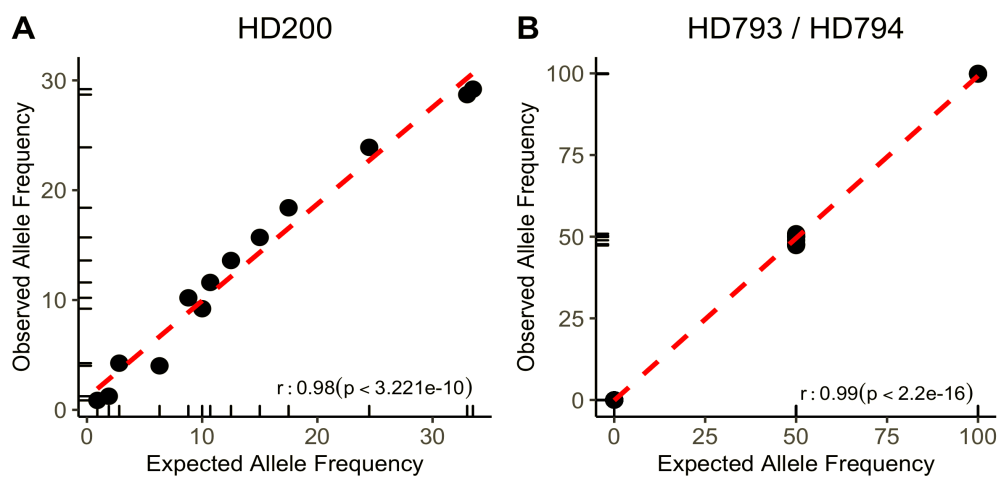 A
HD200
Observed Allele Frequency
30
20
10
0
r : 0.98(p < 3.221e-10)
0 10 20 30
Expected Allele Frequency
B
HD793 / HD794
Observed Allele Frequency
100
75
50
25
0
r : 0.99(p < 2.2e-16)
0 25 50 75 100
Expected Allele Frequency